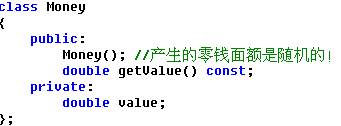 class Money
{
    public:
        Money(); //产生的零钱面额是随机的!
        double getValue() const;
    private:
        double value;
};